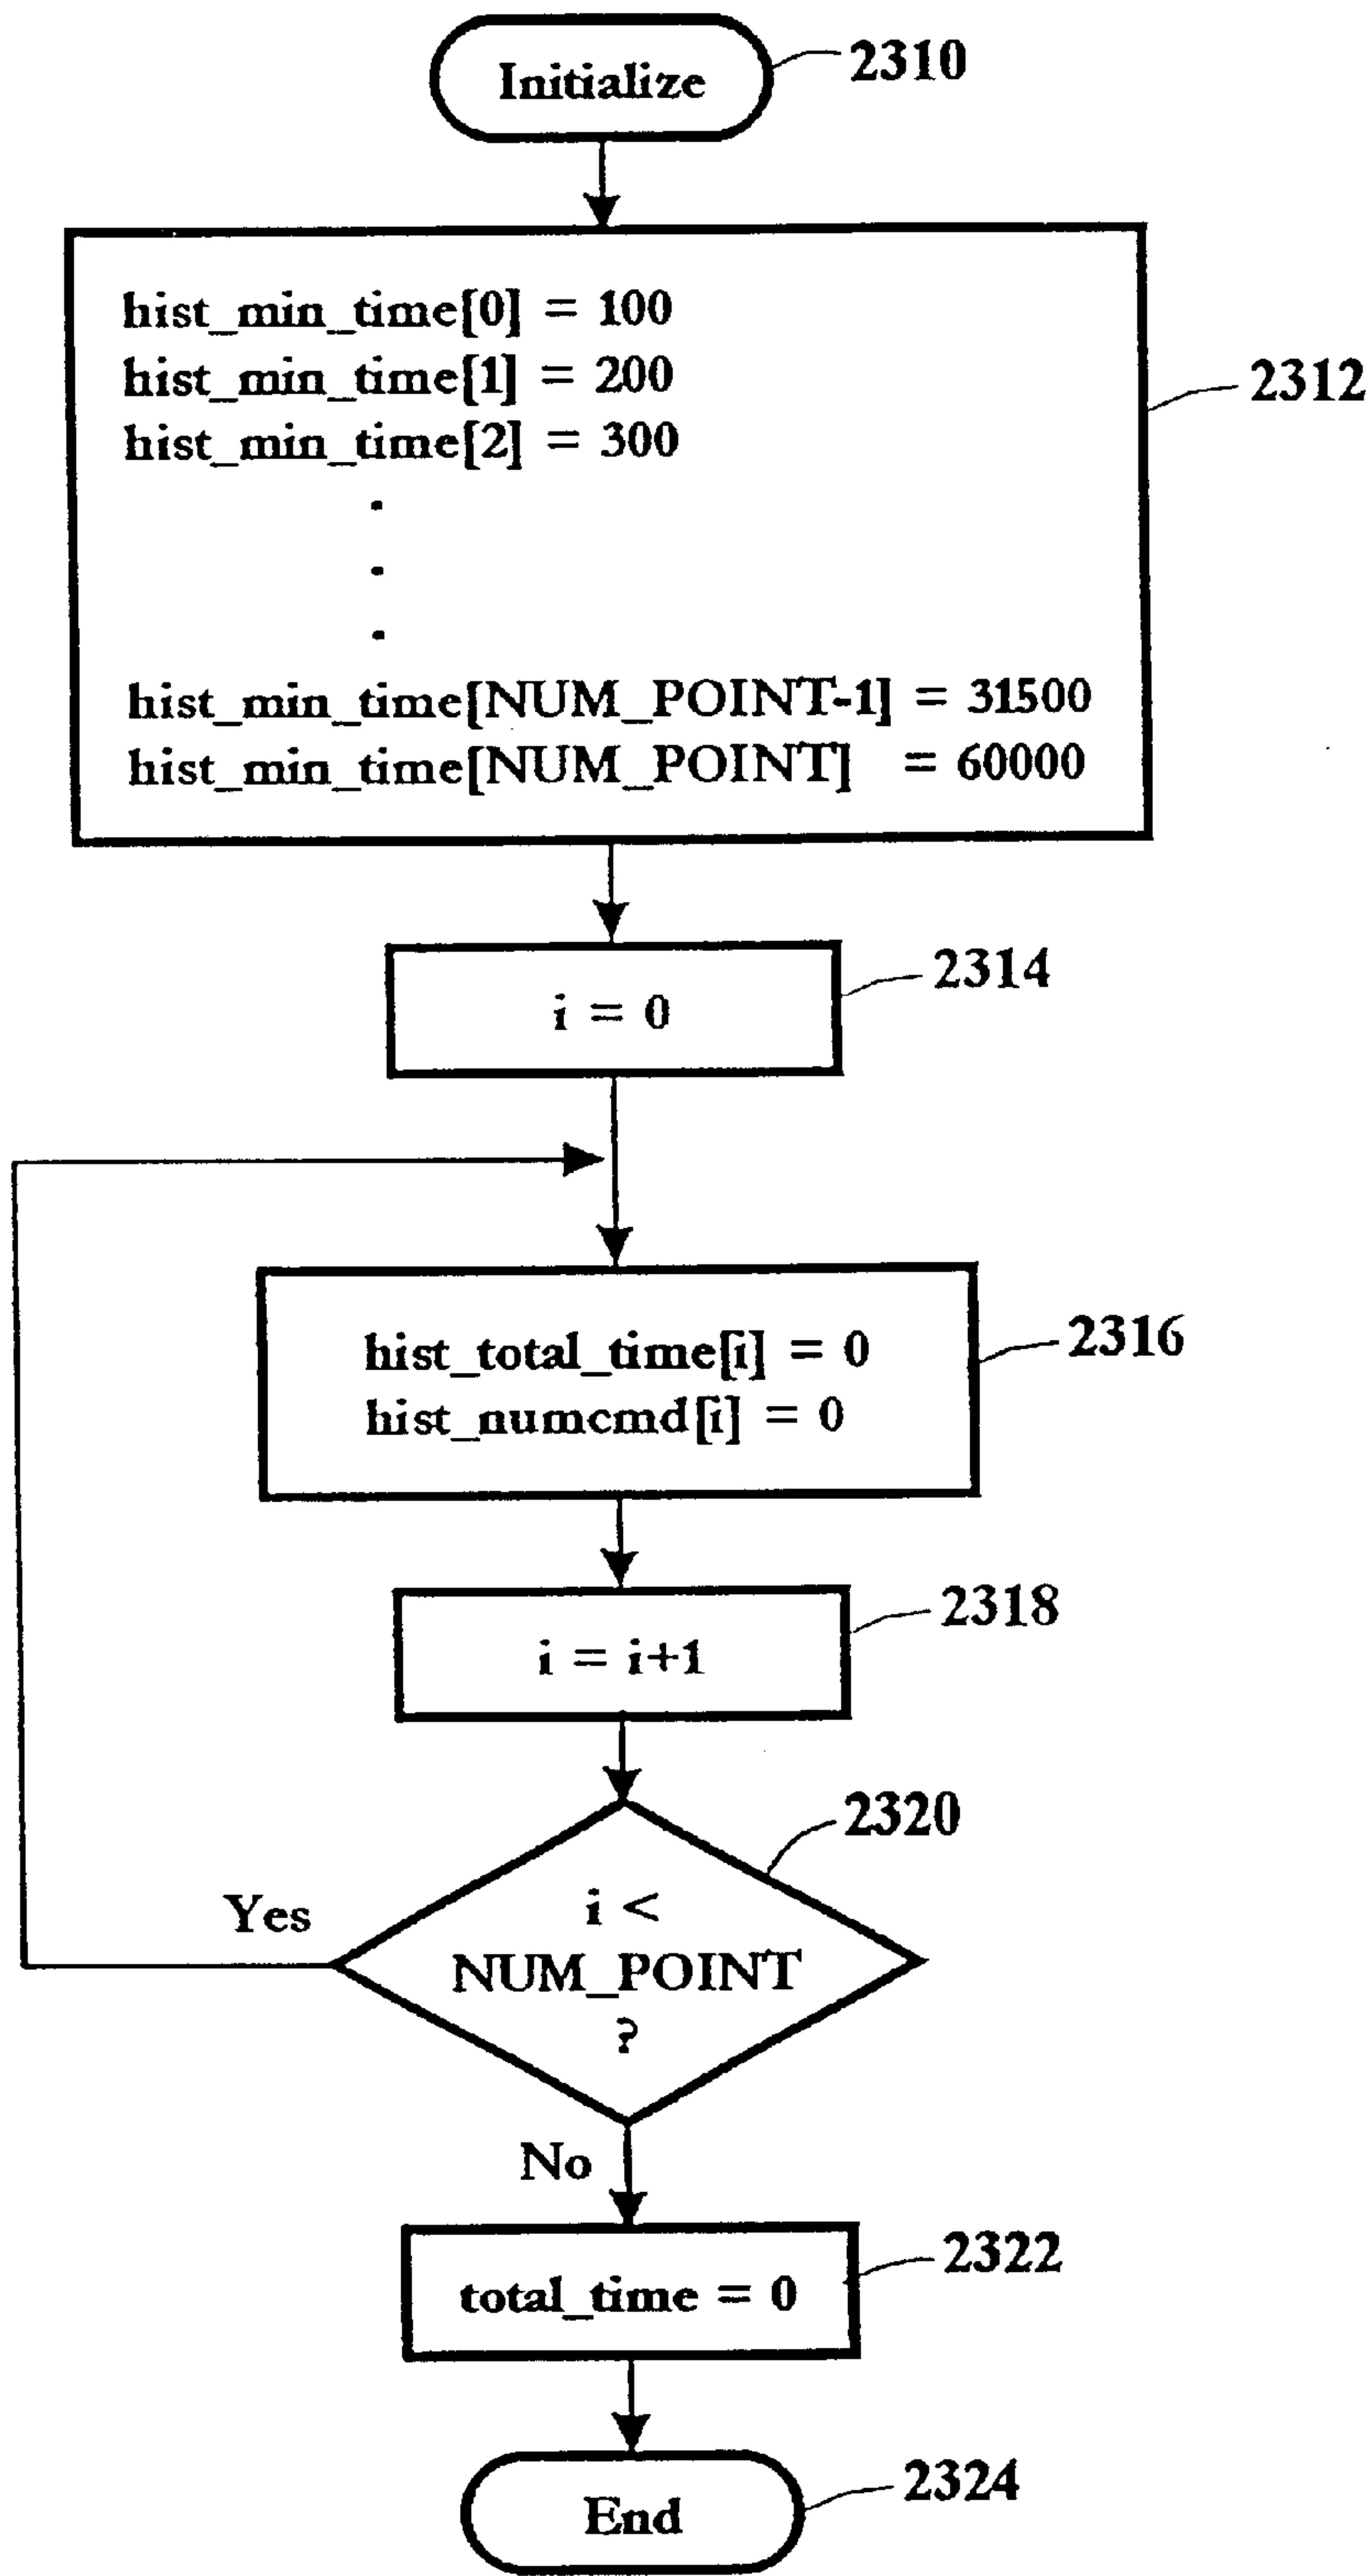 Initialize
2310
hist_min_time[0] = 100
hist_min_time[1] = 200
hist_min_time[2] = 300
.
.
.
hist_min_time[NUM_POINT-1] = 31500
hist_min_time[NUM_POINT] = 60000
2312
i = 0
2314
hist_total_time[i] = 0
hist_numcmd[i] = 0
2316
i = i+1
2318
2320
i <
NUM_POINT
?
Yes
No
total_time = 0
2322
End
2324